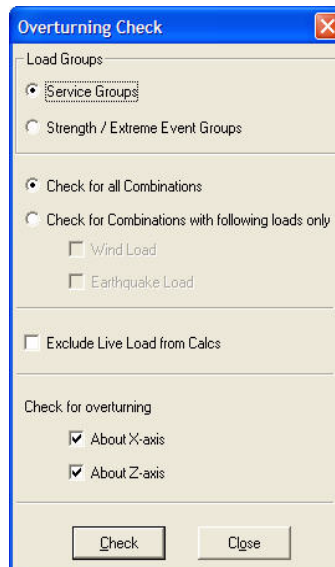 Overturning Check
Load Groups
Service Groups
Strength / Extreme Event Groups
Check for all Combinations
Check for Combinations with following loads only
Wind Load
Earthquake Load
Exclude Live Load from Calcs
Check for overturning
About X-axis
About Z-axis
Check Close